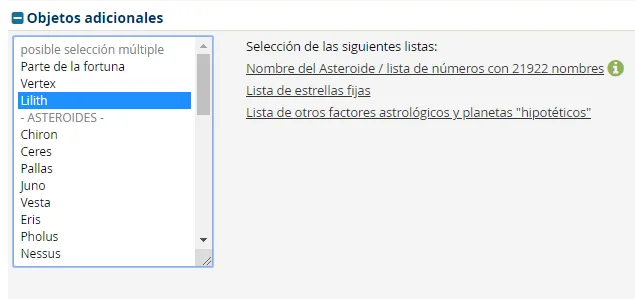 Objetos adicionales
posible selección múltiple
Parte de la fortuna
Vertex
Lilith
- ASTEROIDES -
Chiron
Ceres
Pallas
Juno
Vesta
Eris
Pholus
Nessus
Selección de las siguientes listas:
Nombre del Asteroide / lista de números con 21922 nombres
Lista de estrellas fijas
Lista de otros factores astrológicos y planetas "hipotéticos"